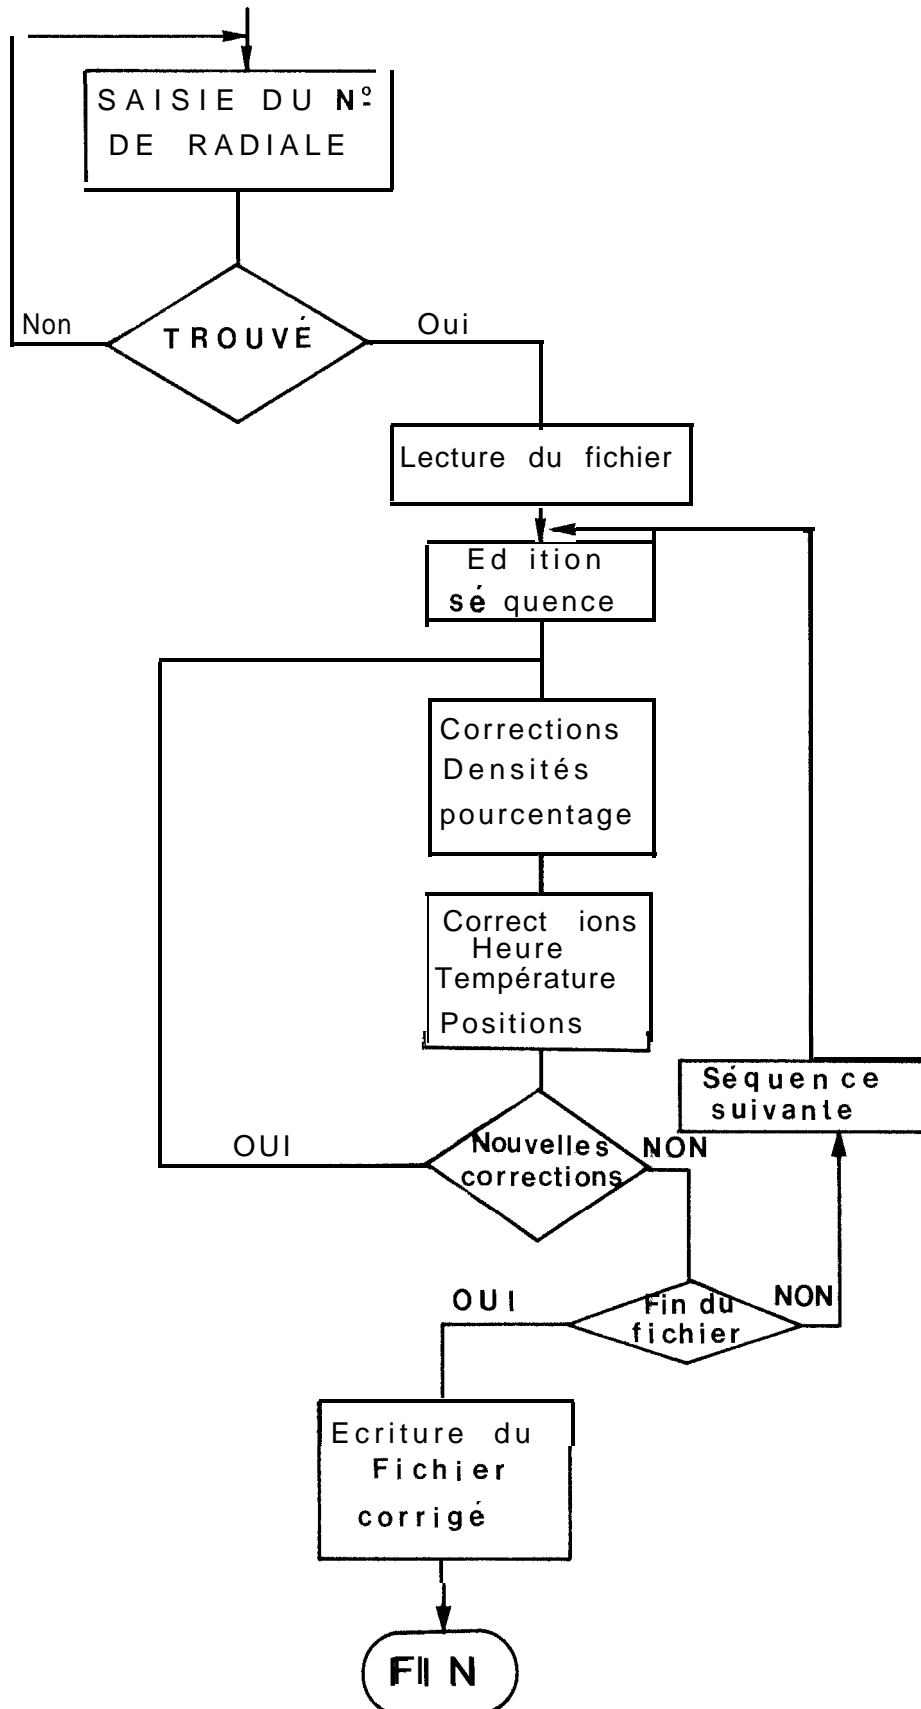 SAISIE DU Nº
DE RADIALE
Non
TROUVÉ
Oui
Lecture du fichier
Edition
séquence
Corrections
Densités
pourcentage
Corrections
Heure
Température
Positions
Séquence
suivante
OUI
Nouvelles
corrections
NON
OUI
Fin du
fichier
NON
Ecriture du
Fichier
corrigé
FIN